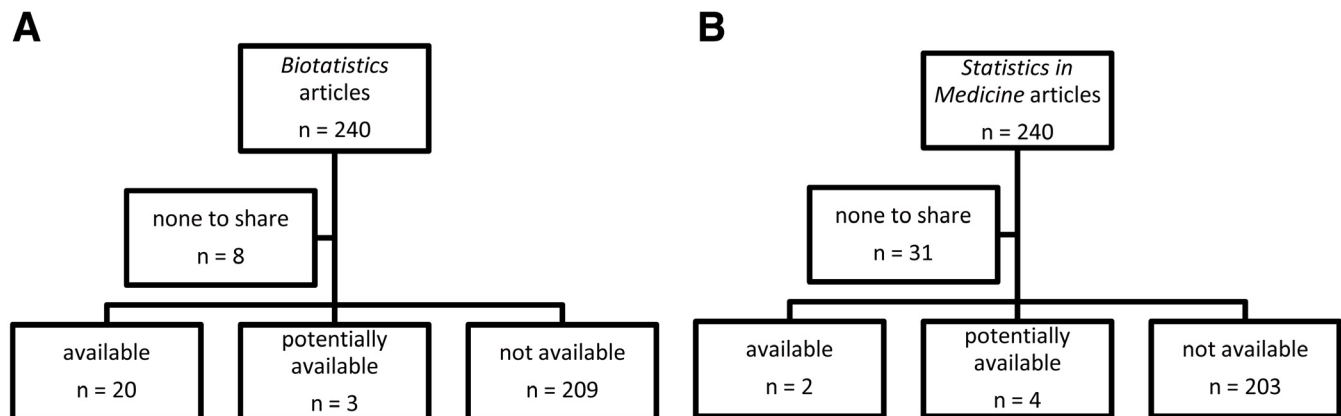 A
Biotatistics
articles
n = 240
none to share
n = 8
available
n = 20
potentially
available
n = 3
not available
n = 209
B
Statistics in
Medicine articles
n = 240
none to share
n = 31
available
n = 2
potentially
available
n = 4
not available
n = 203